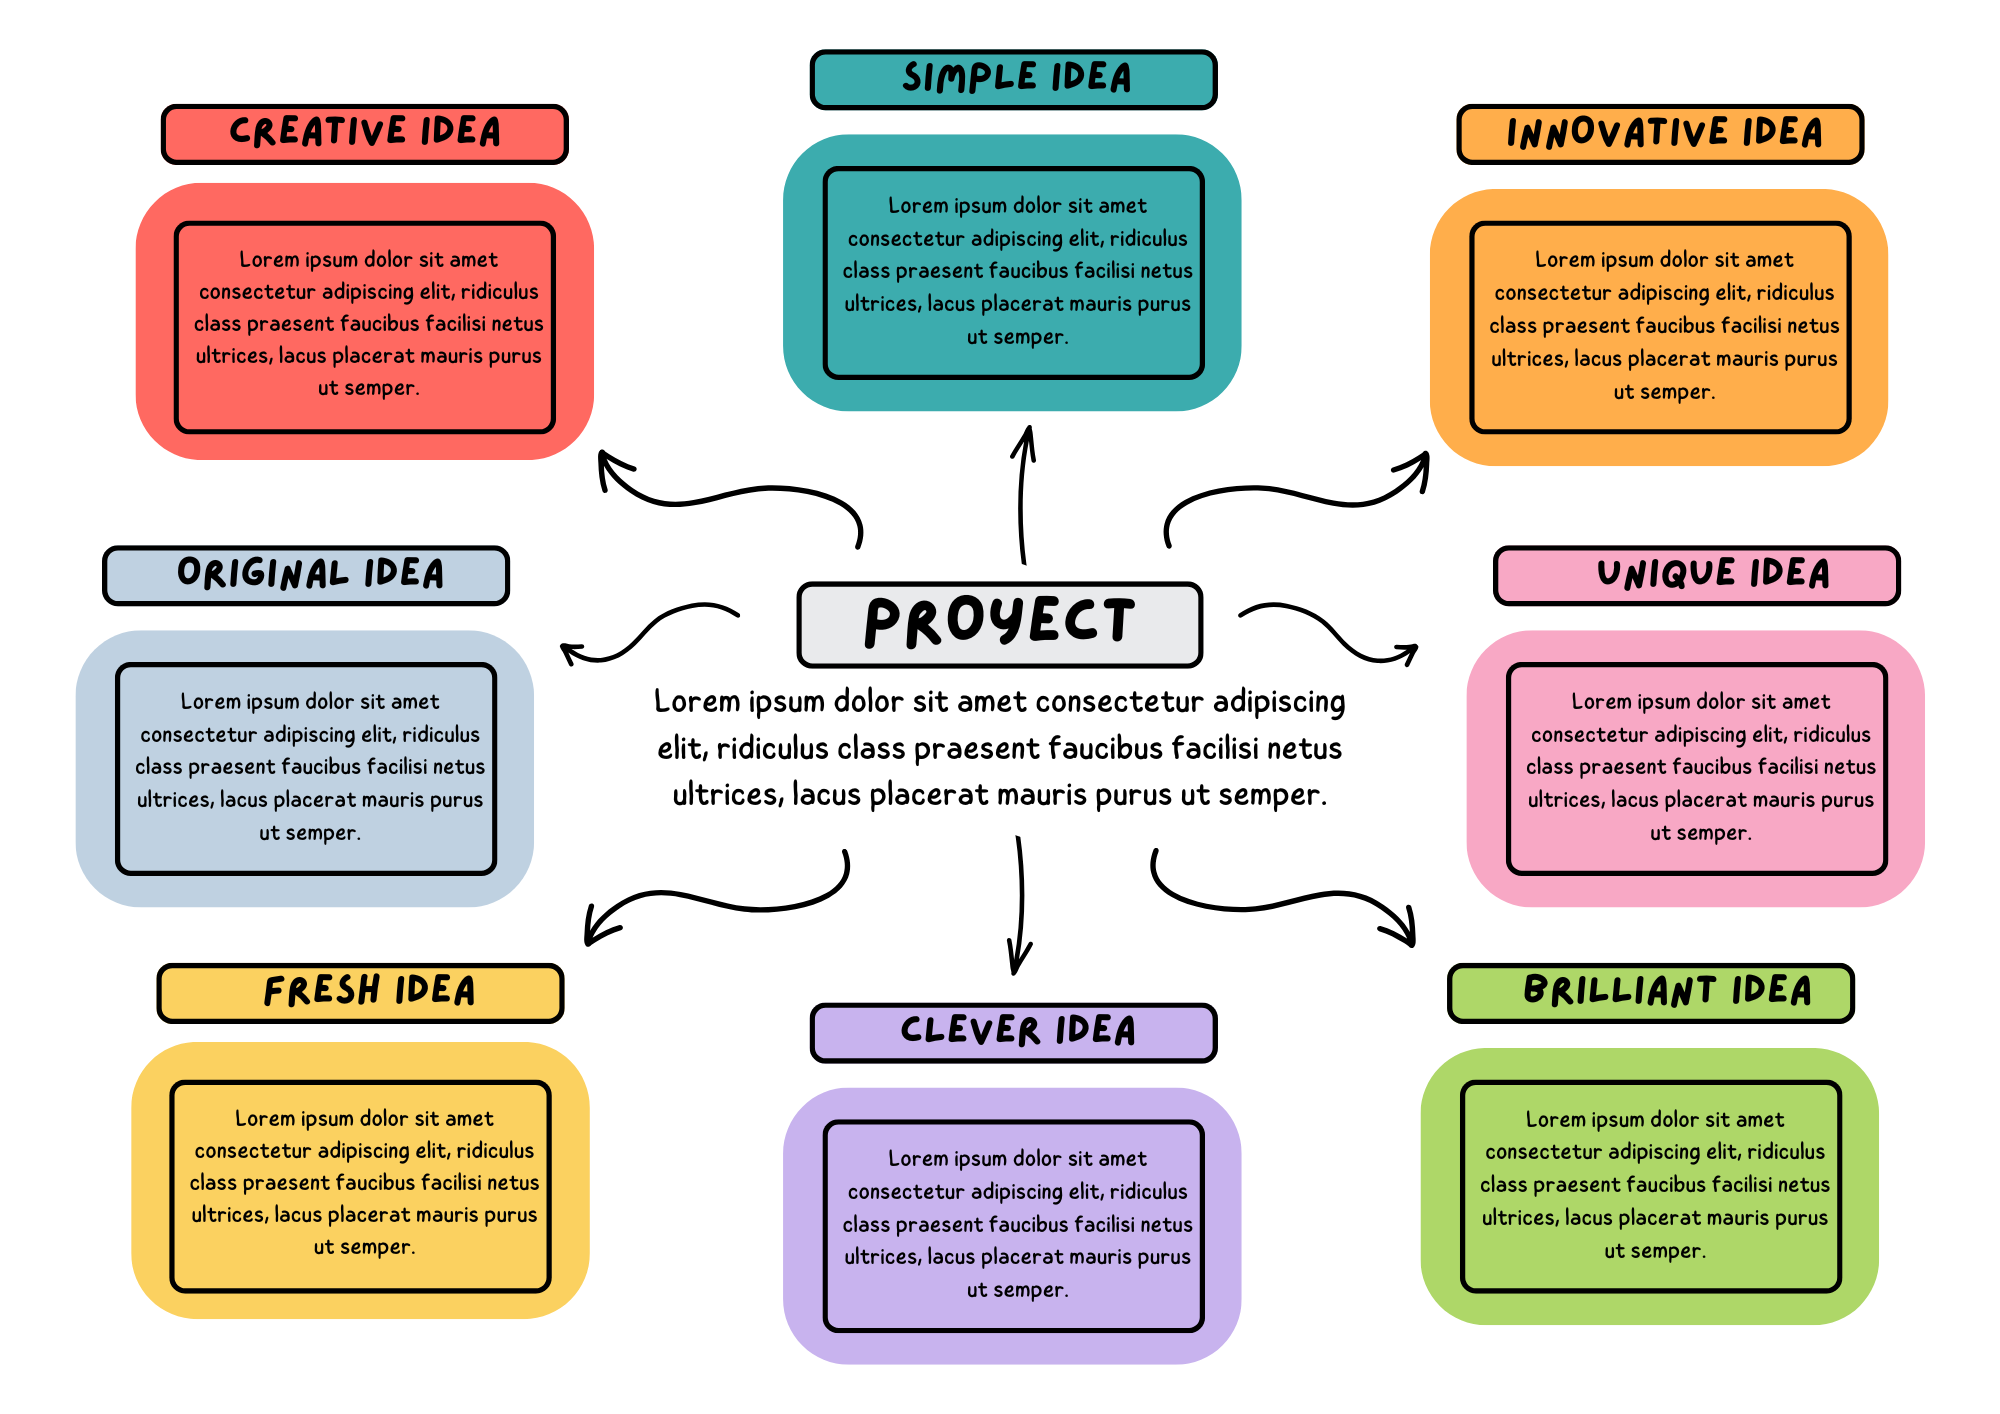 SIMPLE IDEA
Lorem ipsum dolor sit amet
consectetur adipiscing elit, ridiculus
class praesent faucibus facilisi netus
ultrices, lacus placerat mauris purus
ut semper.
CREATIVE IDEA
Lorem ipsum dolor sit amet
consectetur adipiscing elit, ridiculus
class praesent faucibus facilisi netus
ultrices, lacus placerat mauris purus
ut semper.
INNOVATIVE IDEA
Lorem ipsum dolor sit amet
consectetur adipiscing elit, ridiculus
class praesent faucibus facilisi netus
ultrices, lacus placerat mauris purus
ut semper.
ORIGINAL IDEA
Lorem ipsum dolor sit amet
consectetur adipiscing elit, ridiculus
class praesent faucibus facilisi netus
ultrices, lacus placerat mauris purus
ut semper.
PROYECT
Lorem ipsum dolor sit amet consectetur adipiscing
elit, ridiculus class praesent faucibus facilisi netus
ultrices, lacus placerat mauris purus ut semper.
UNIQUE IDEA
Lorem ipsum dolor sit amet
consectetur adipiscing elit, ridiculus
class praesent faucibus facilisi netus
ultrices, lacus placerat mauris purus
ut semper.
FRESH IDEA
Lorem ipsum dolor sit amet
consectetur adipiscing elit, ridiculus
class praesent faucibus facilisi netus
ultrices, lacus placerat mauris purus
ut semper.
CLEVER IDEA
Lorem ipsum dolor sit amet
consectetur adipiscing elit, ridiculus
class praesent faucibus facilisi netus
ultrices, lacus placerat mauris purus
ut semper.
BRILLIANT IDEA
Lorem ipsum dolor sit amet
consectetur adipiscing elit, ridiculus
class praesent faucibus facilisi netus
ultrices, lacus placerat mauris purus
ut semper.